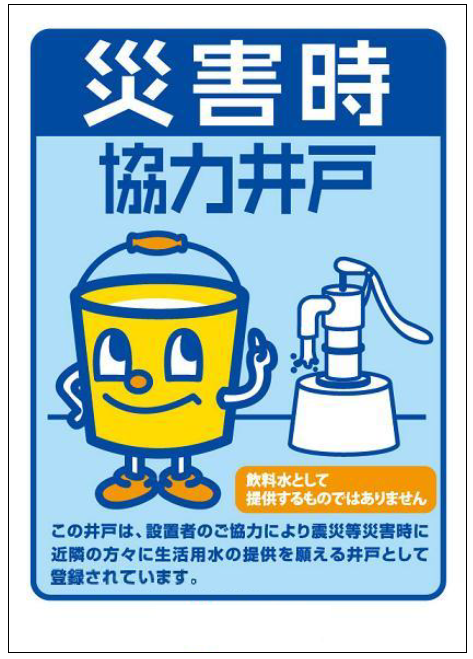 災害時
協力井戸
飲料水として
提供するものではありません
この井戸は、設置者のご協力により震災等災害時に
近隣の方々に生活用水の提供を願える井戸として
登録されています。